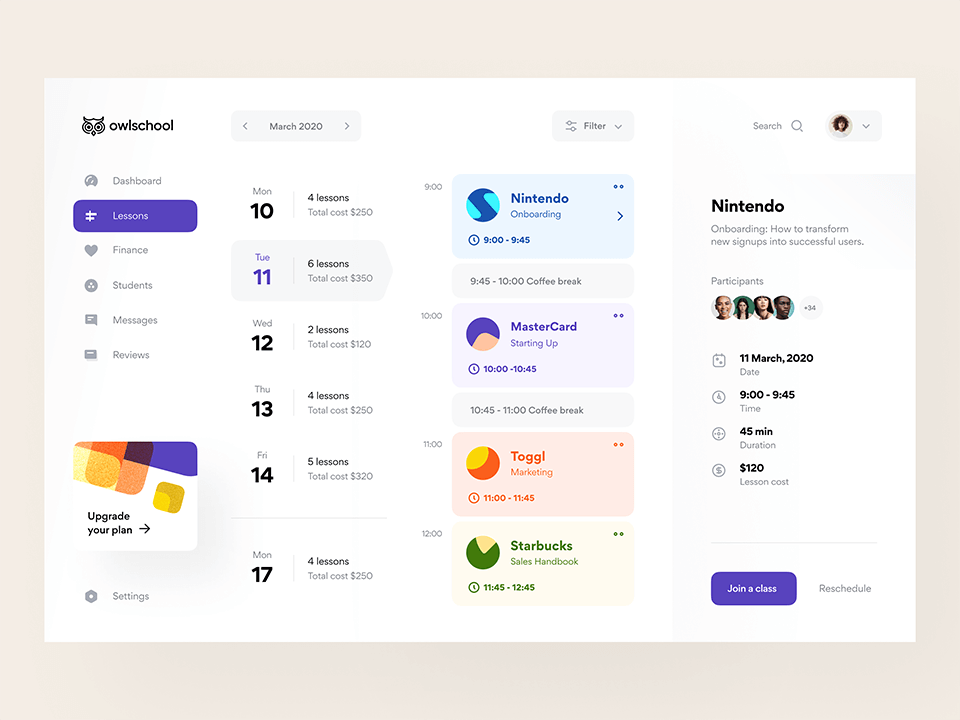 owlschool
March 2020
Filter
Search
Dashboard
Lessons
Finance
Students
Messages
Reviews
Upgrade
your plan
Settings
Mon
10
4 lessons
Total cost $250
Tue
11
6 lessons
Total cost $350
Wed
12
2 lessons
Total cost $120
Thu
13
4 lessons
Total cost $250
Fri
14
5 lessons
Total cost $320
Mon
17
4 lessons
Total cost $250
9:00
Nintendo
Onboarding
9:00 - 9:45
9:45 - 10:00 Coffee break
10:00
MasterCard
Starting Up
10:00 -10:45
10:45 - 11:00 Coffee break
11:00
Toggl
Marketing
11:00 - 11:45
12:00
Starbucks
Sales Handbook
11:45 - 12:45
Nintendo
Onboarding: How to transform
new signups into successful users.
Participants
+34
11 March, 2020
Date
9:00 - 9:45
Time
45 min
Duration
$120
Lesson cost
Join a class
Reschedule